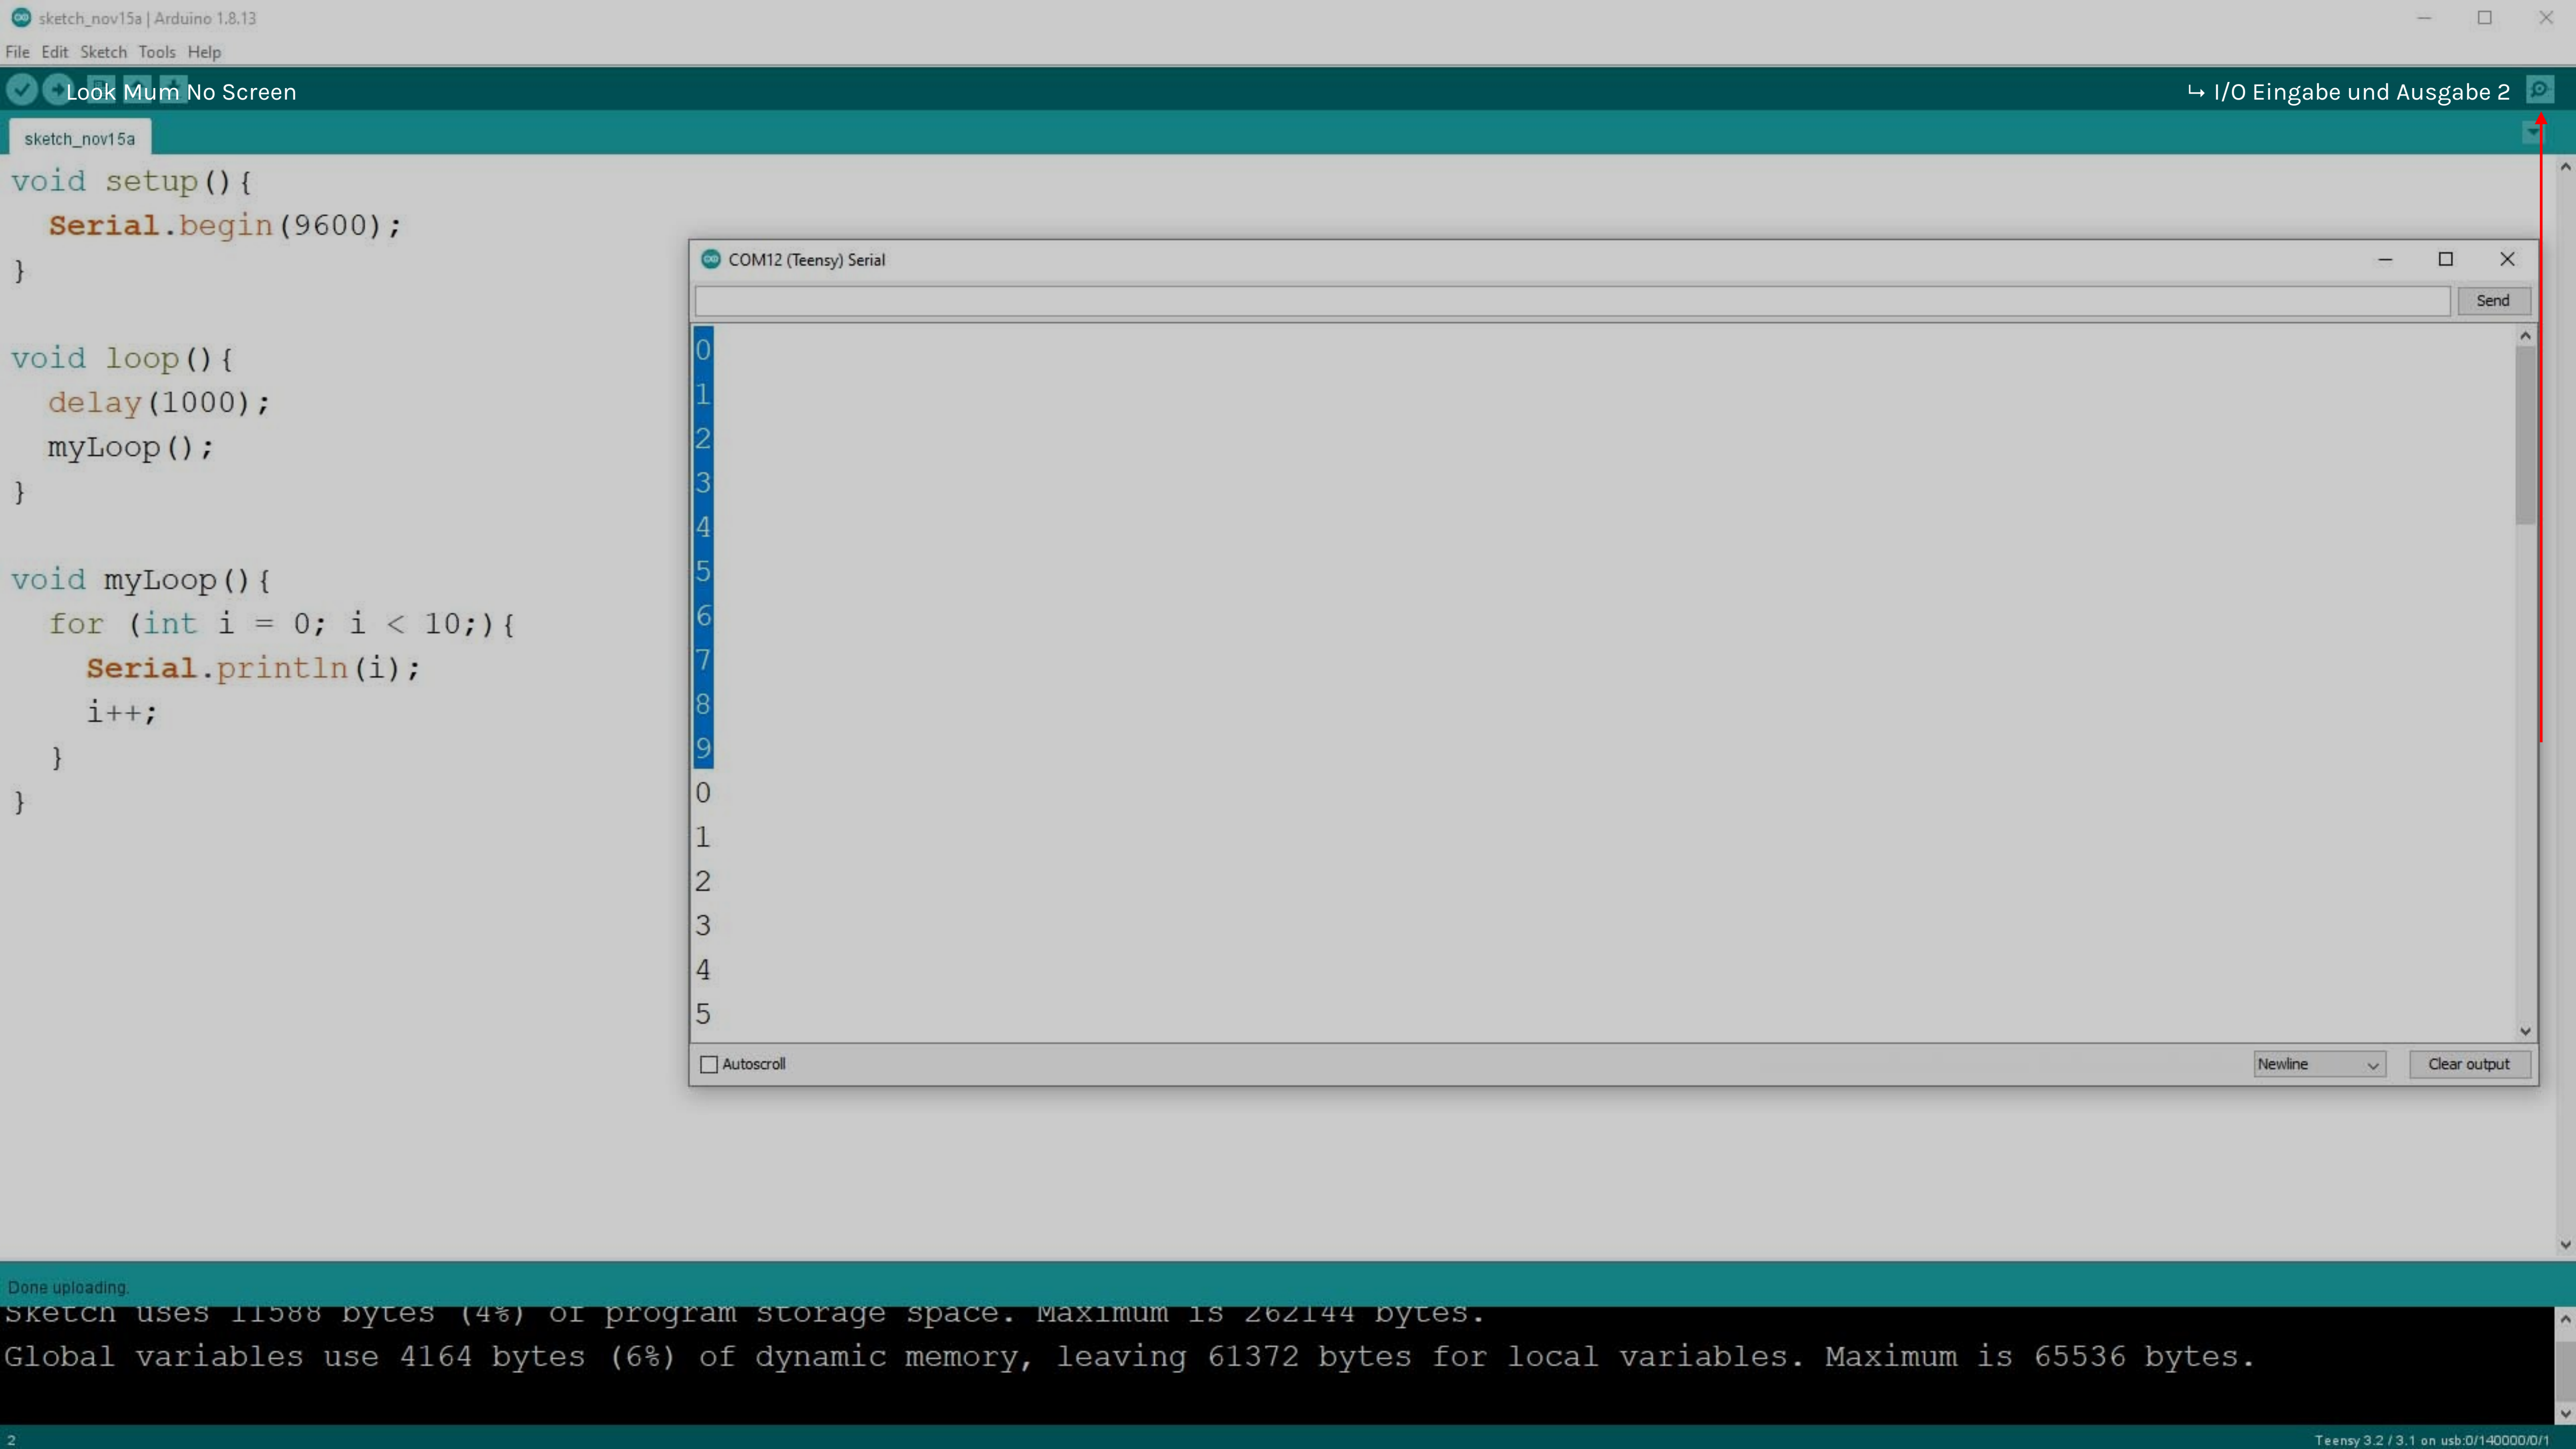 sketch_nov15a | Arduino 1.8.13
File Edit Sketch Tools Help
Look Mum No Screen
↳ I/O Eingabe und Ausgabe 2
sketch_nov15a
void setup(){
Serial.begin(9600);
}
void loop(){
delay(1000);
myLoop();
}
void myLoop(){
for (int i = 0; i < 10;){
Serial.println(i);
i++;
}
}
COM12 (Teensy) Serial
Send
0
1
2
3
4
5
6
7
8
9
0
1
2
3
4
5
Autoscroll
Newline
Clear output
Done uploading.
Sketch uses 11588 bytes (4%) of program storage space. Maximum is 262144 bytes.
Global variables use 4164 bytes (6%) of dynamic memory, leaving 61372 bytes for local variables. Maximum is 65536 bytes.
2
Teensy 3.2 / 3.1 on usb:0/140000/0/1